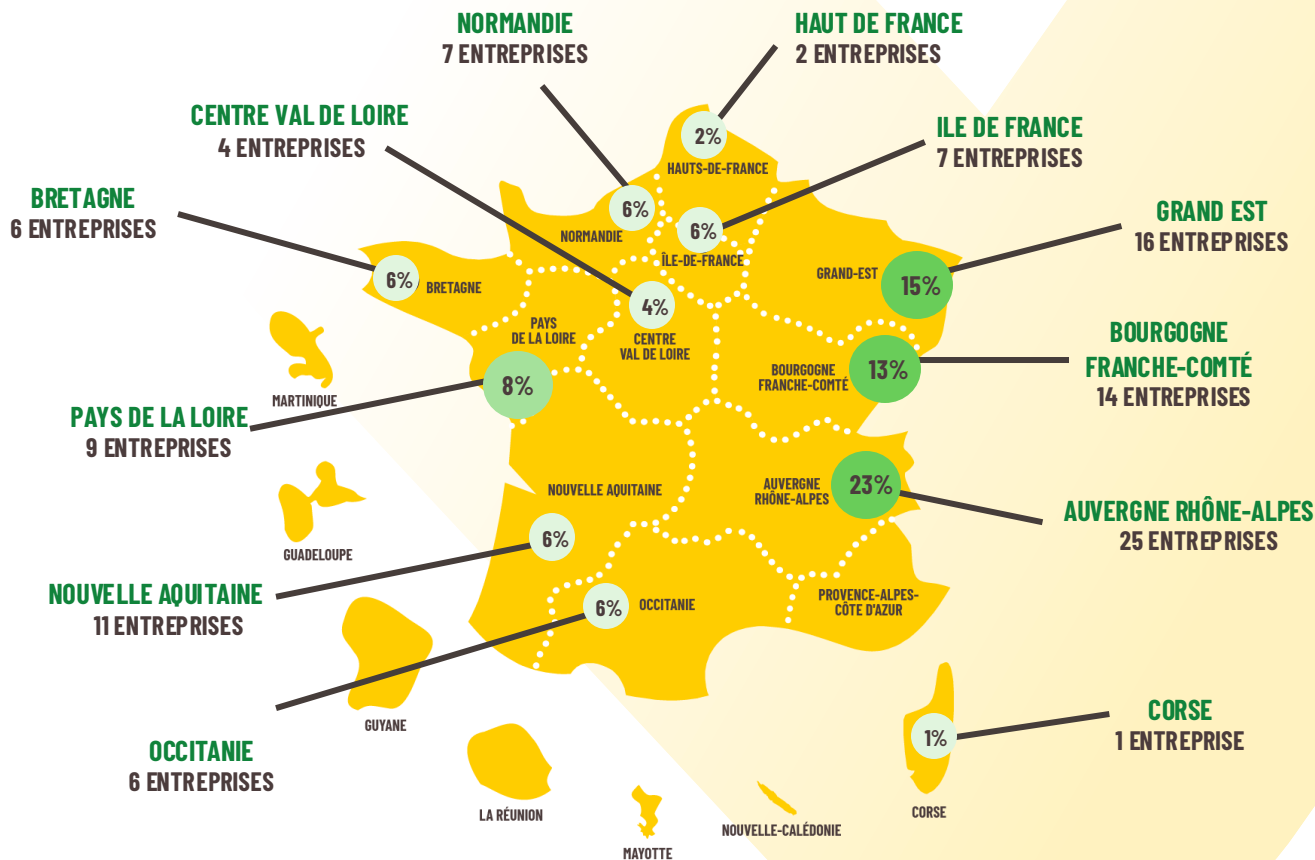 NORMANDIE
7 ENTREPRISES
HAUT DE FRANCE
2 ENTREPRISES
CENTRE VAL DE LOIRE
4 ENTREPRISES
ILE DE FRANCE
7 ENTREPRISES
BRETAGNE
6 ENTREPRISES
GRAND EST
16 ENTREPRISES
BOURGOGNE
FRANCHE-COMTÉ
14 ENTREPRISES
PAYS DE LA LOIRE
9 ENTREPRISES
AUVERGNE RHÔNE-ALPES
25 ENTREPRISES
NOUVELLE AQUITAINE
11 ENTREPRISES
OCCITANIE
6 ENTREPRISES
CORSE
1 ENTREPRISE
2%
HAUTS-DE-FRANCE
6%
NORMANDIE
6%
ÎLE-DE-FRANCE
GRAND-EST
15%
6%
BRETAGNE
4%
CENTRE
VAL DE LOIRE
PAYS
DE LA LOIRE
8%
BOURGOGNE
FRANCHE-COMTÉ
13%
MARTINIQUE
AUVERGNE
RHÔNE-ALPES
23%
NOUVELLE AQUITAINE
6%
GUADELOUPE
6%
OCCITANIE
PROVENCE-ALPES-
CÔTE D'AZUR
GUYANE
1%
CORSE
LA RÉUNION
MAYOTTE
NOUVELLE-CALÉDONIE